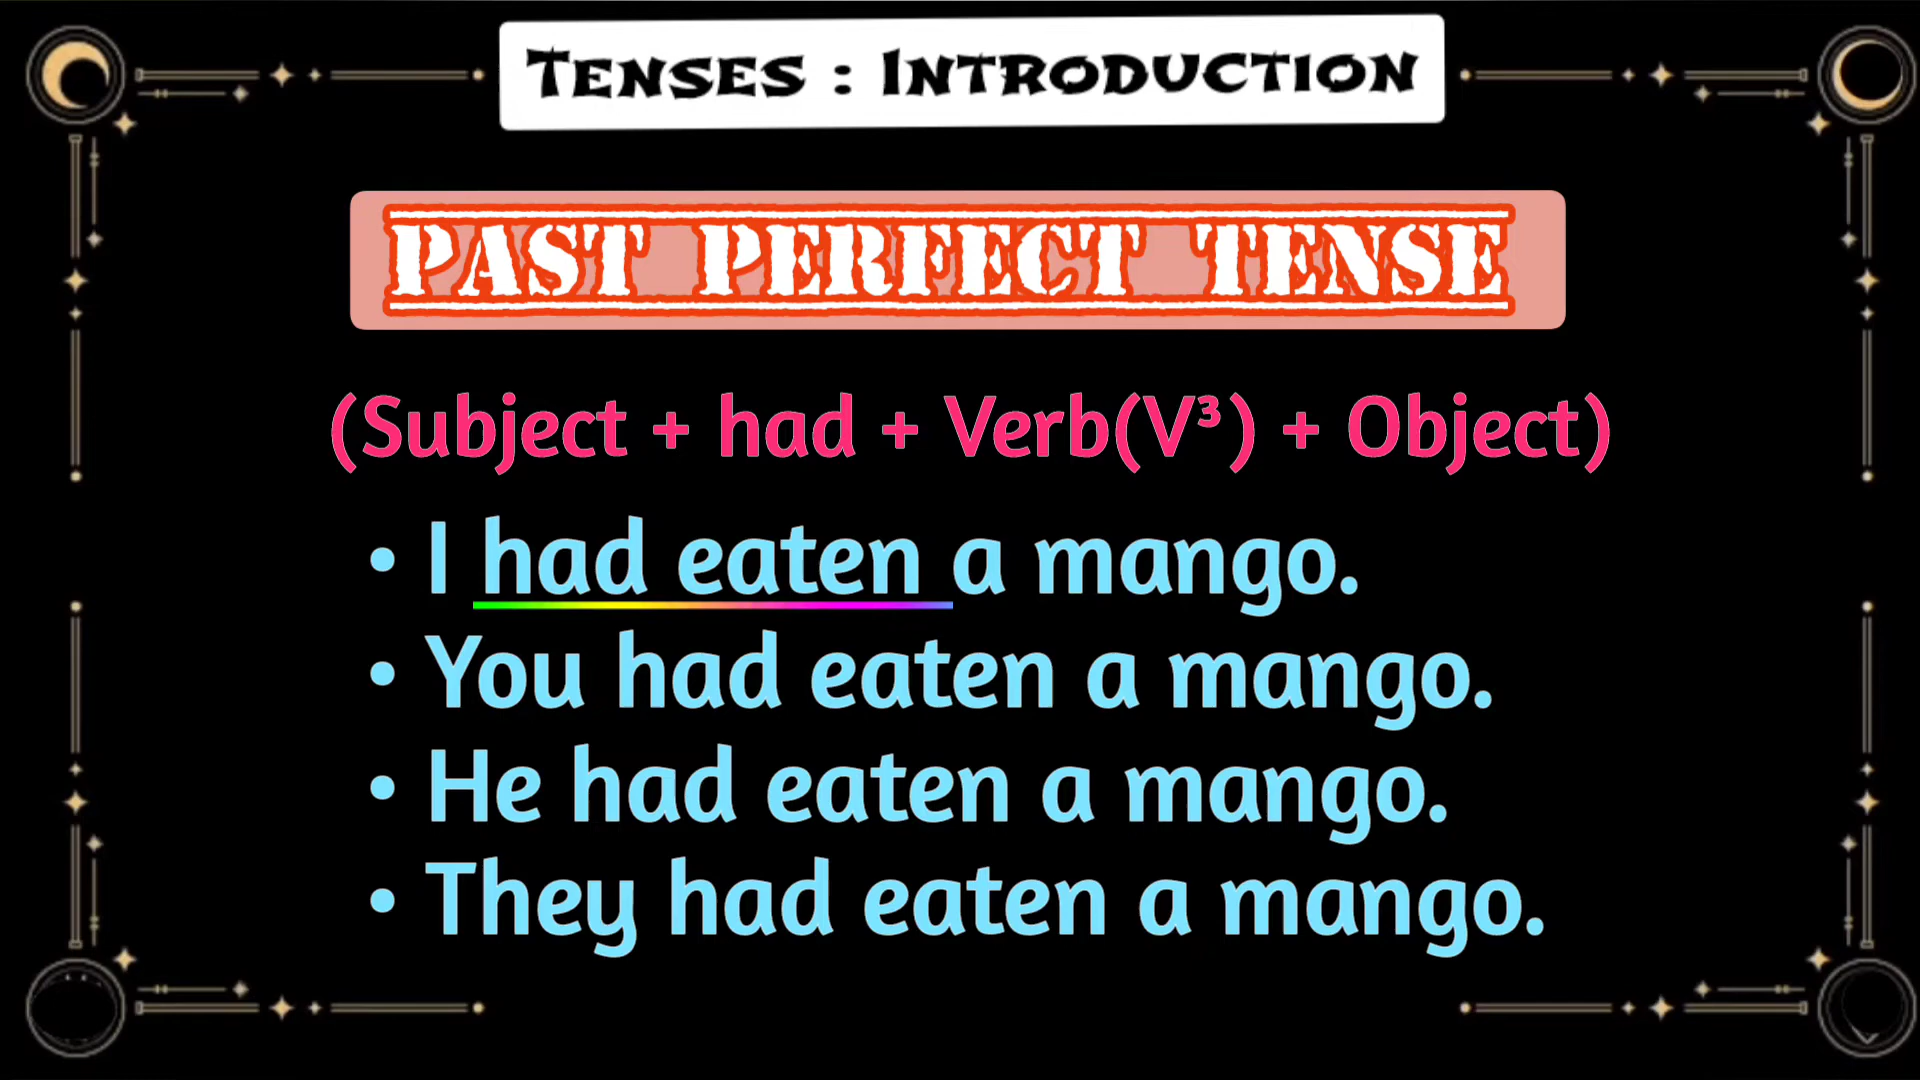 Tenses : Introduction
PAST PERFECT TENSE
(Subject + had + Verb(V³) + Object)
• I had eaten a mango.
• You had eaten a mango.
• He had eaten a mango.
• They had eaten a mango.